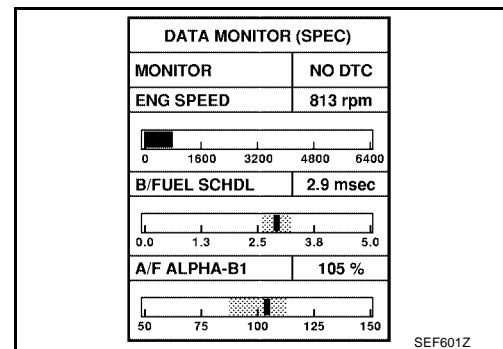 DATA MONITOR (SPEC)
MONITOR NO DTC
ENG SPEED 813 rpm
0 1600 3200 4800 6400
B/FUEL SCHDL 2.9 msec
0.0 1.3 2.5 3.8 5.0
A/F ALPHA-B1 105 %
50 75 100 125 150
SEF601Z